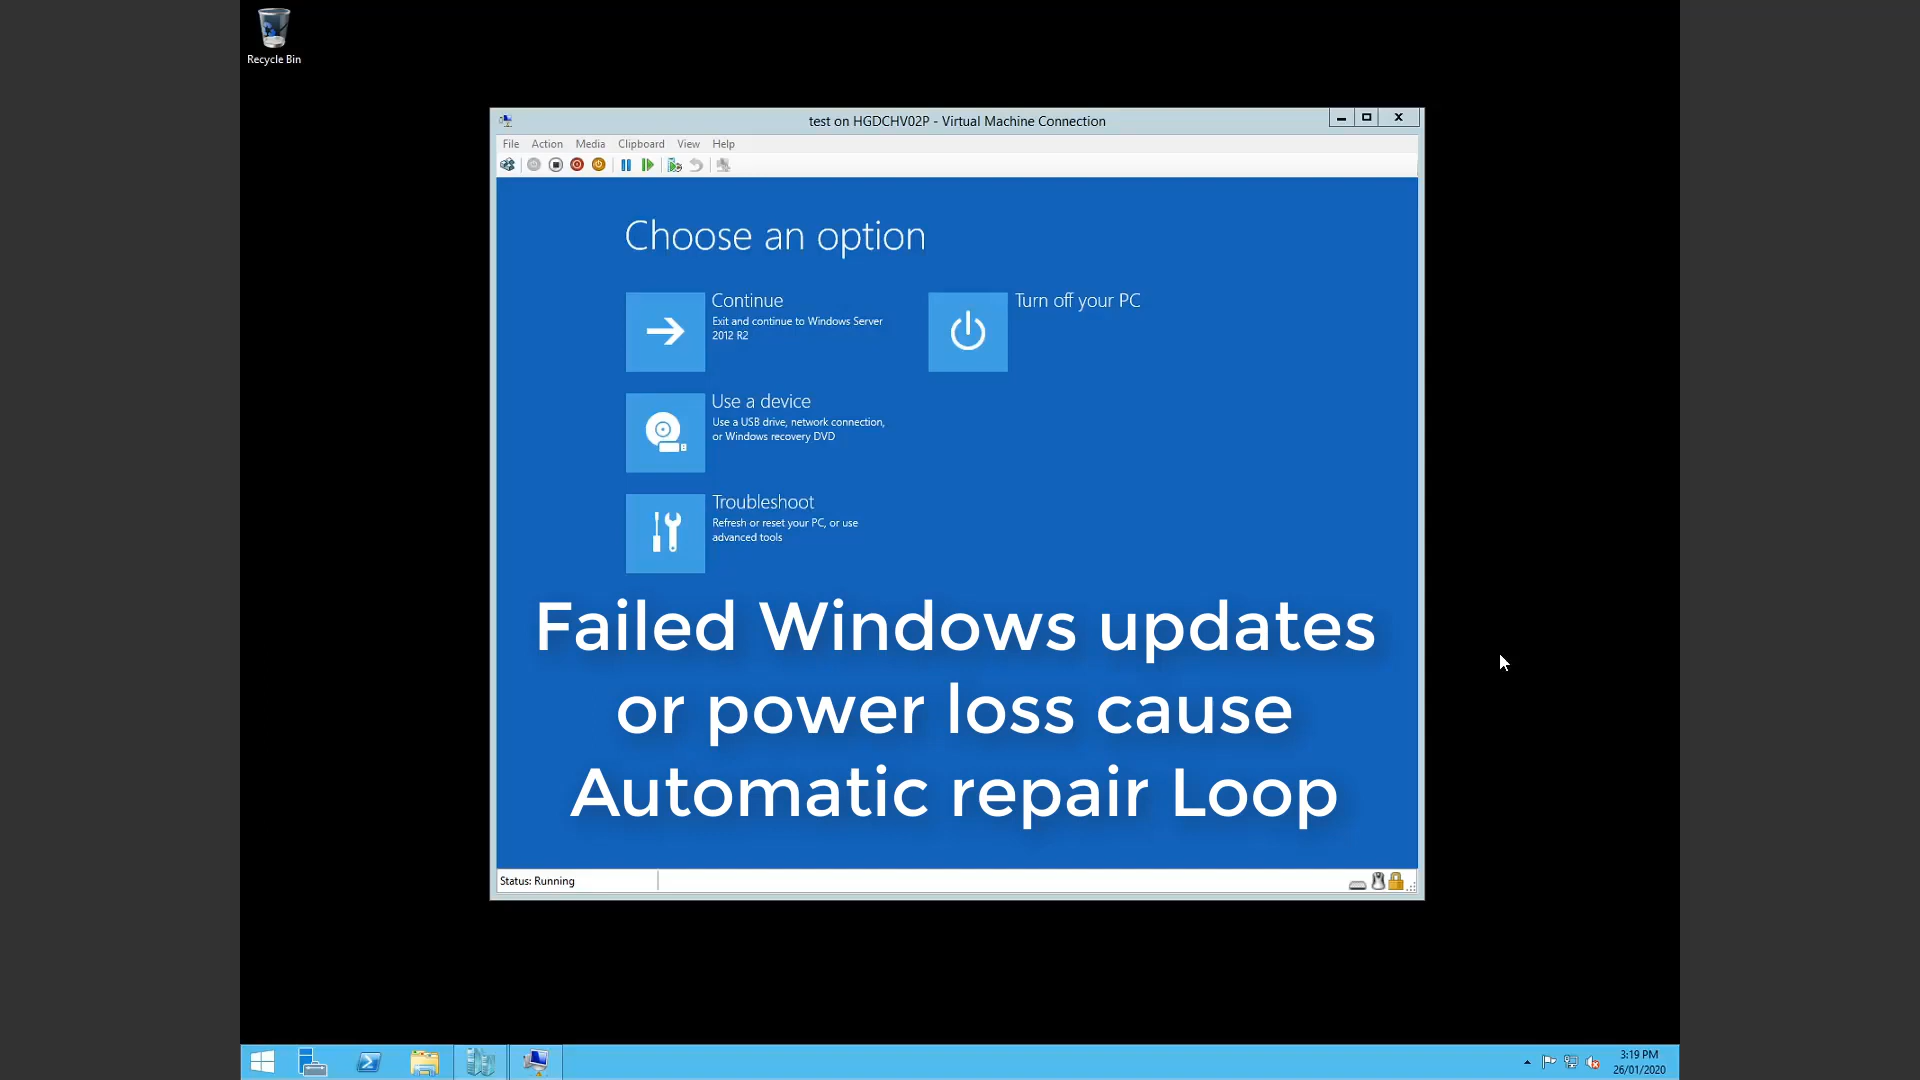 Recycle Bin
test on HGDCHV02P - Virtual Machine Connection
File Action Media Clipboard View Help
Choose an option
Continue
Exit and continue to Windows Server
2012 R2
Turn off your PC
Use a device
Use a USB drive, network connection,
or Windows recovery DVD
Troubleshoot
Refresh or reset your PC, or use
advanced tools
Failed Windows updates
or power loss cause
Automatic repair Loop
Status: Running
3:19 PM
26/01/2020